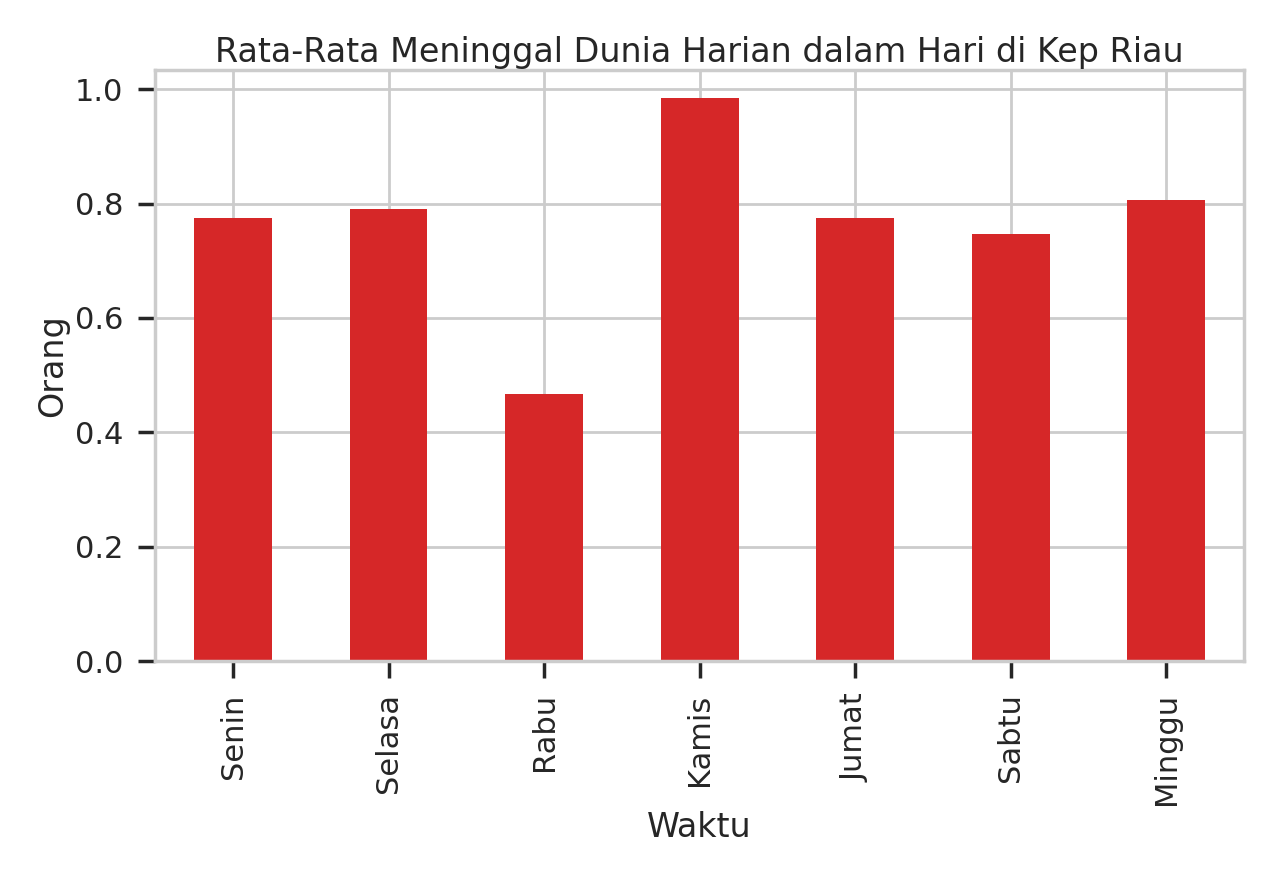 Rata-Rata Meninggal Dunia Harian dalam Hari di Kep Riau
1.0
0.8
0.6
0.4
0.2
0.0
Orang
Senin
Selasa
Rabu
Kamis
Jumat
Sabtu
Minggu
Waktu